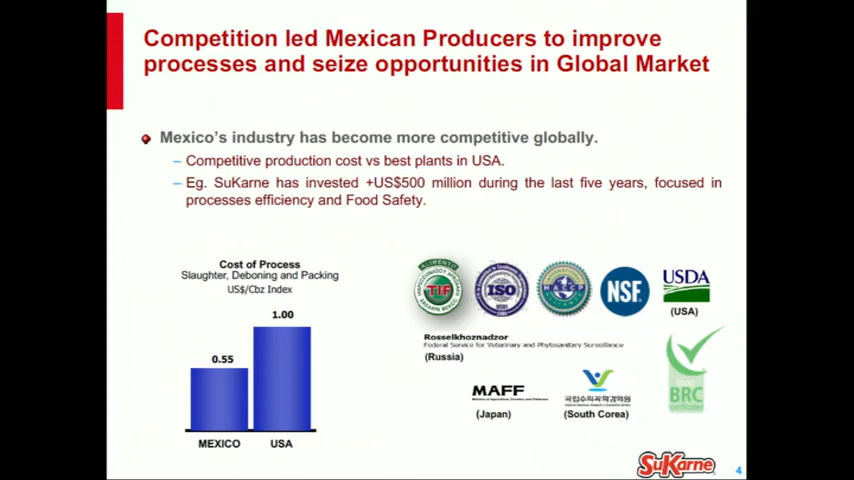 Competition led Mexican Producers to improve
processes and seize opportunities in Global Market
Mexico's industry has become more competitive globally.
– Competitive production cost vs best plants in USA.
– Eg. SuKarne has invested +US$500 million during the last five years, focused in
processes efficiency and Food Safety.
Cost of Process
Slaughter, Deboning and Packing
US$/Cbz Index
1.00
0.55
MEXICO
USA
TIF
ISO
HACCP
NSF
USDA
(USA)
Rosselkhoznadzor
Federal Service for Veterinary and Phytosanitary Surveillance
(Russia)
MAFF
(Japan)
(South Corea)
BRC
SuKarne
4